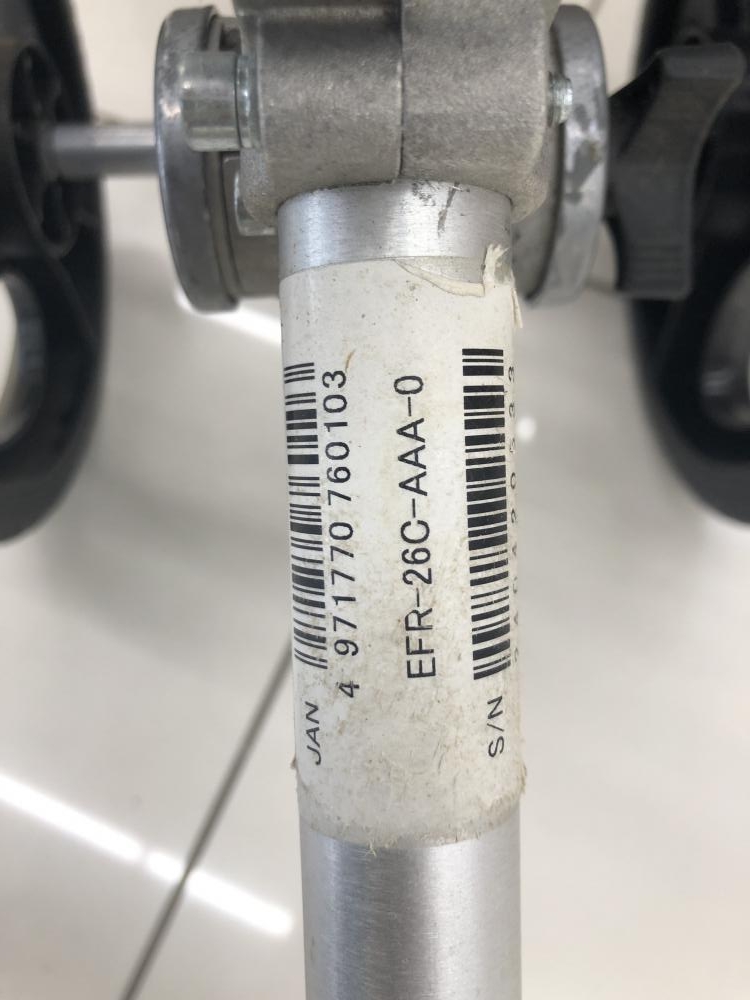 JAN
4 971770 760103
EFR-26C-AAA-0
S/N